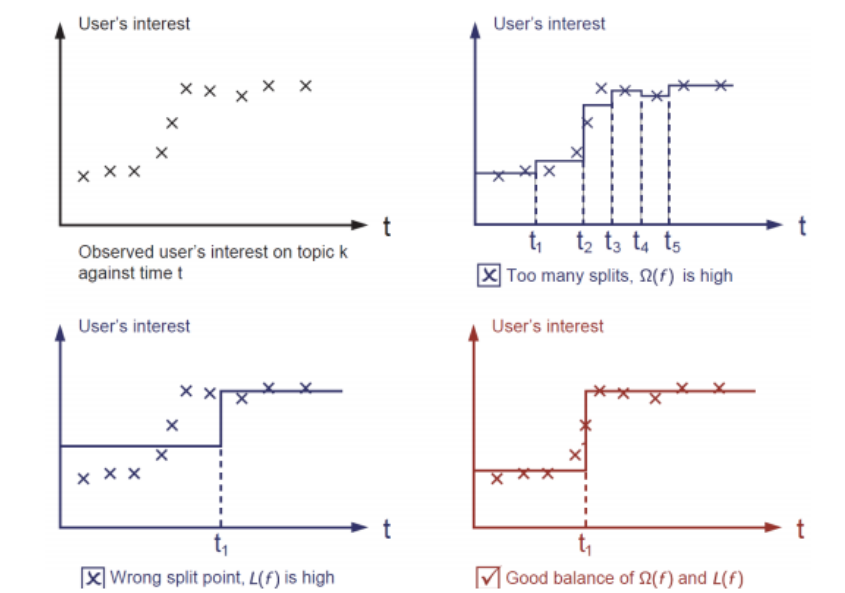 User's interest
t
Observed user's interest on topic k
against time t
User's interest
t
t₁ t₂ t₃ t₄ t₅
Too many splits, Ω(f) is high
User's interest
t
t₁
Wrong split point, L(f) is high
User's interest
t
t₁
Good balance of Ω(f) and L(f)